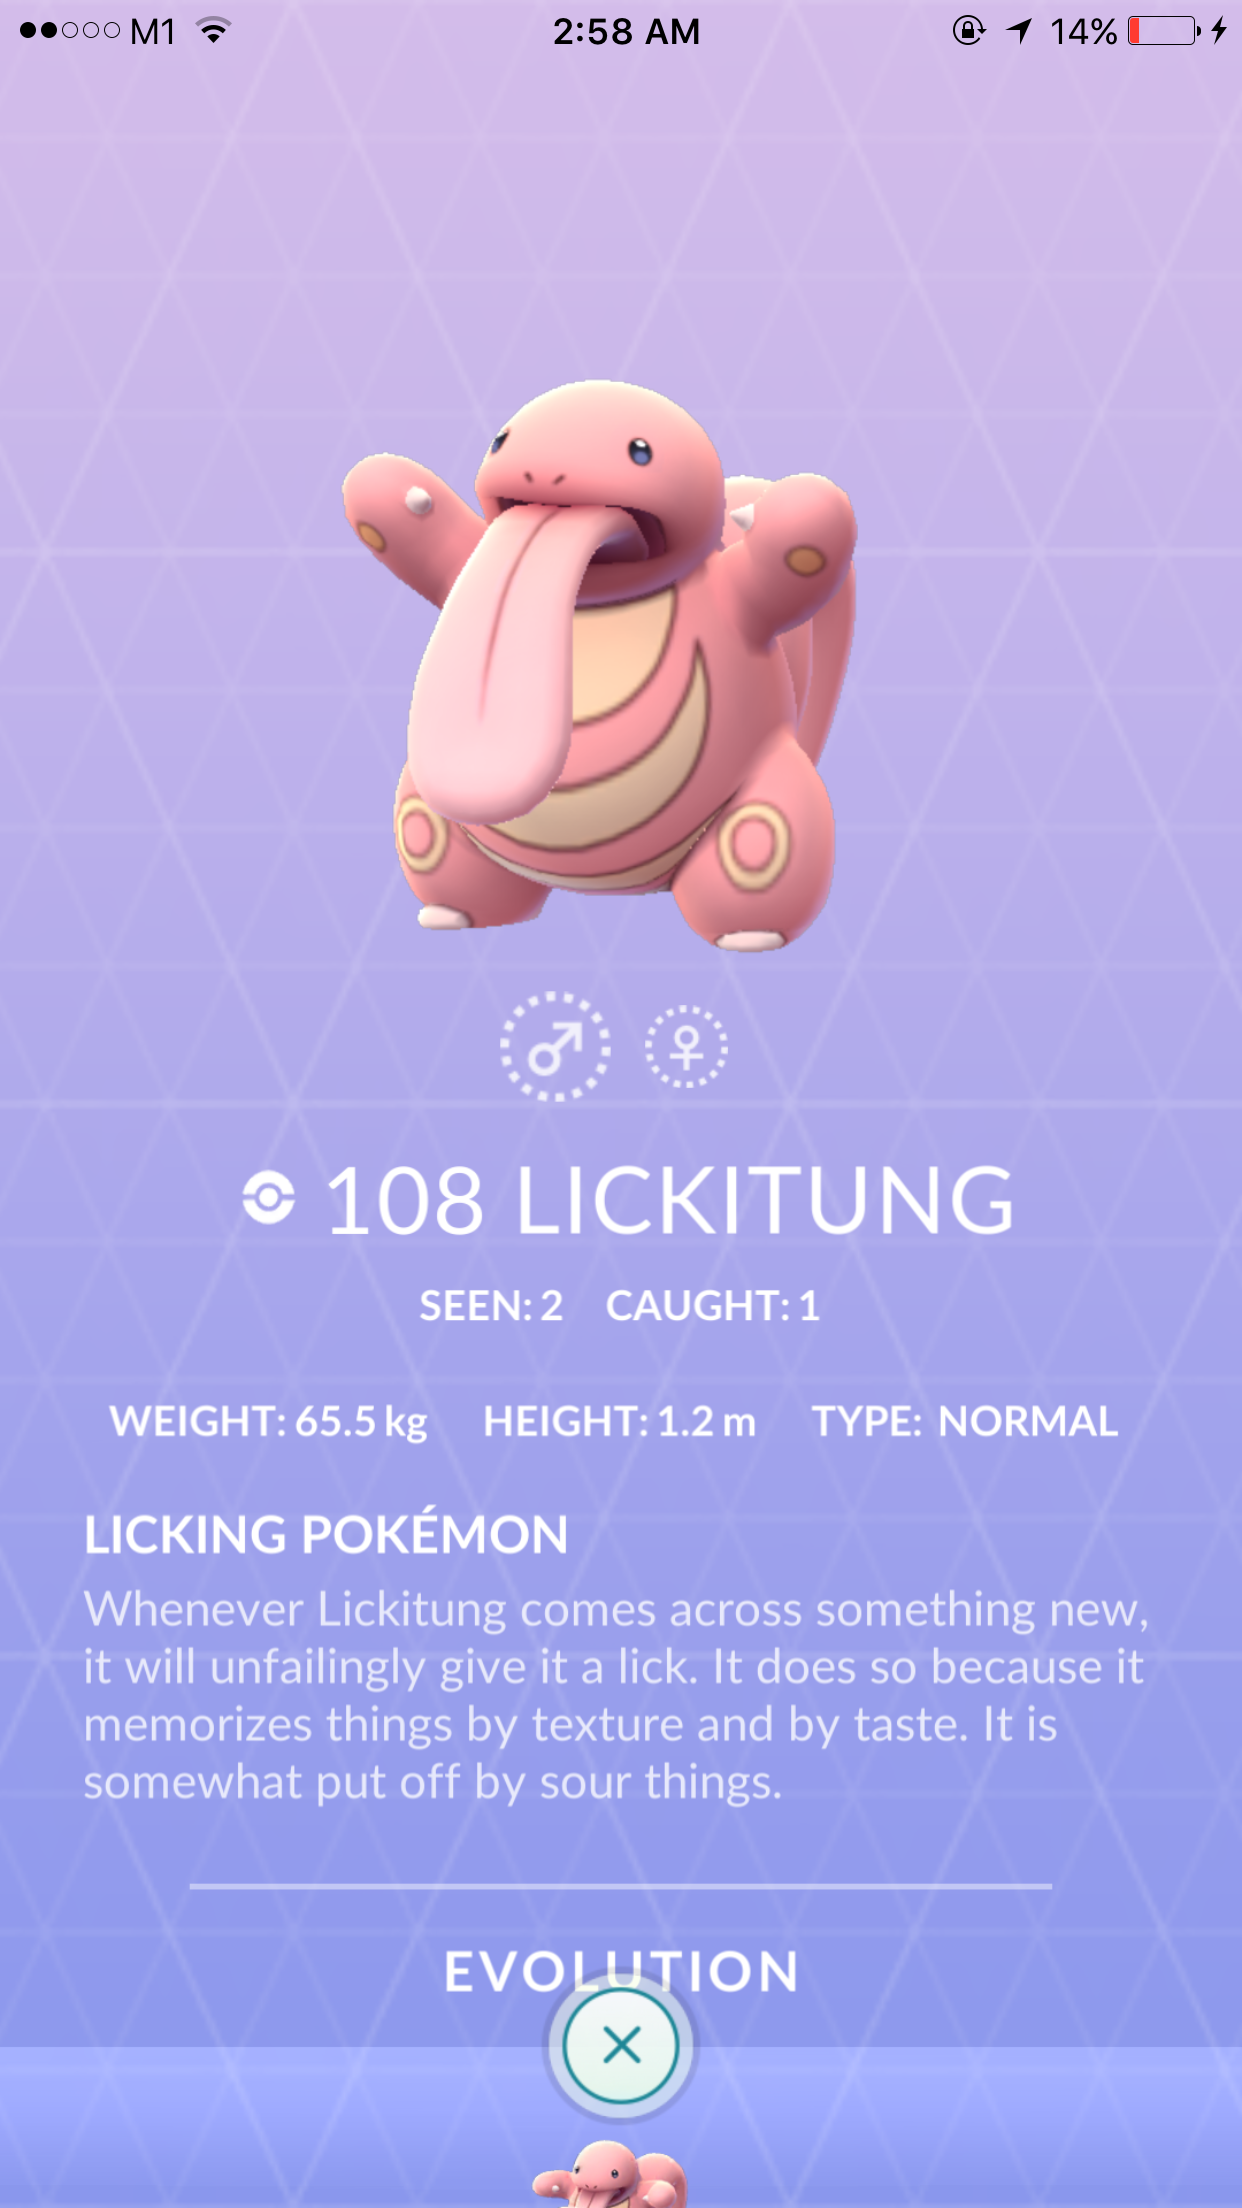 M1 2:58 AM 14%
108 LICKITUNG
SEEN: 2 CAUGHT: 1
WEIGHT: 65.5 kg HEIGHT: 1.2 m TYPE: NORMAL
LICKING POKÉMON
Whenever Lickitung comes across something new,
it will unfailingly give it a lick. It does so because it
memorizes things by texture and by taste. It is
somewhat put off by sour things.
EVOLUTION